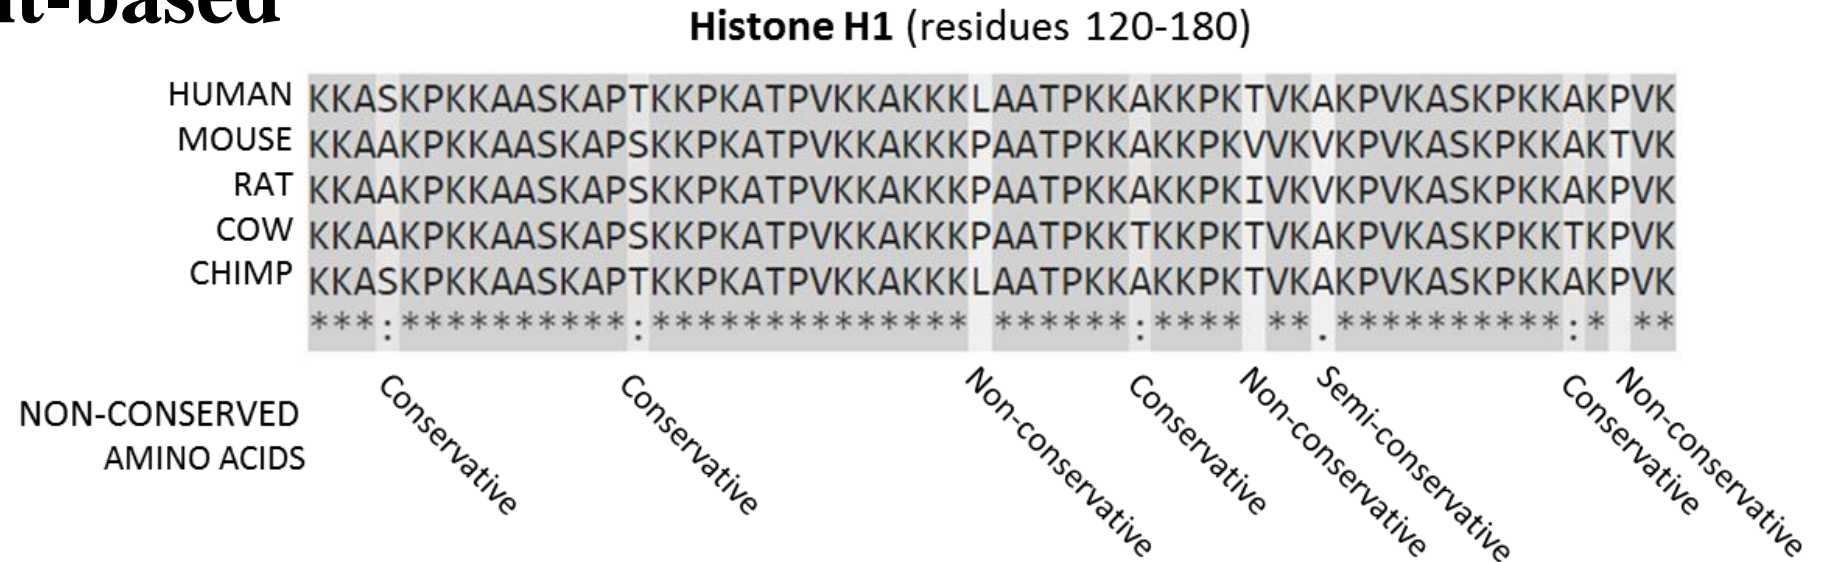 Histone H1 (residues 120-180)
HUMAN KKASKPKKAASKAPTKKPKATPVKKAKKKLAATPKKAKKPKTVKAKPVKASKPKKAKPVK
MOUSE KKAAKPKKAASKAPSKKPKATPVKKAKKKPAATPKKAKKPKVVKVKPVKASKPKKAKTVK
RAT KKAAKPKKAASKAPSKKPKATPVKKAKKKPAATPKKAKKPKIVKVKPVKASKPKKAKPVK
COW KKAAKPKKAASKAPSKKPKATPVKKAKKKPAATPKKTKKPKTVKAKPVKASKPKKTKPVK
CHIMP KKASKPKKAASKAPTKKPKATPVKKAKKKLAATPKKAKKPKTVKAKPVKASKPKKAKPVK
***:**********:************** ******:**** **.**********:* **
NON-CONSERVED
AMINO ACIDS
Conservative
Conservative
Non-conservative
Conservative
Non-conservative
Semi-conservative
Conservative
Non-conservative